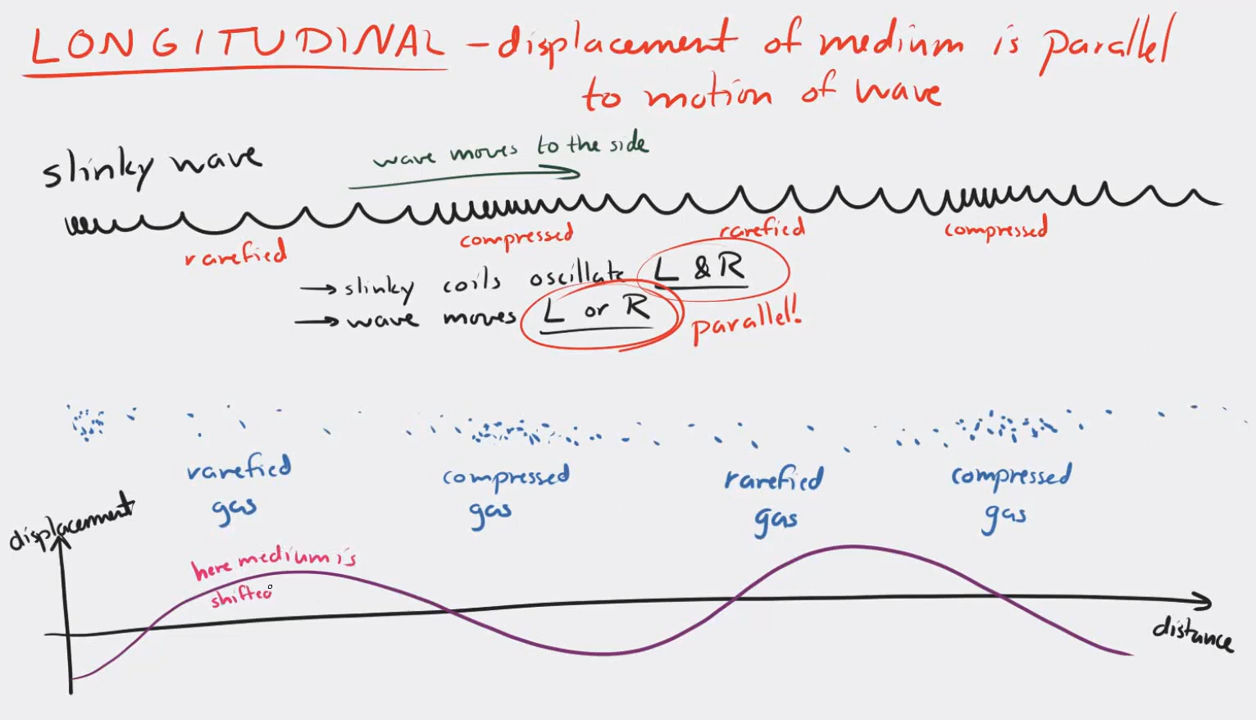 LONGITUDINAL - displacement of medium is parallel
to motion of wave
slinky wave
wave moves to the side
rarefied
compressed
rarefied
compressed
→ slinky coils oscillate L & R
→ wave moves L or R
parallel!
rarefied
gas
compressed
gas
rarefied
gas
compressed
gas
displacement
here medium is
shifted
distance